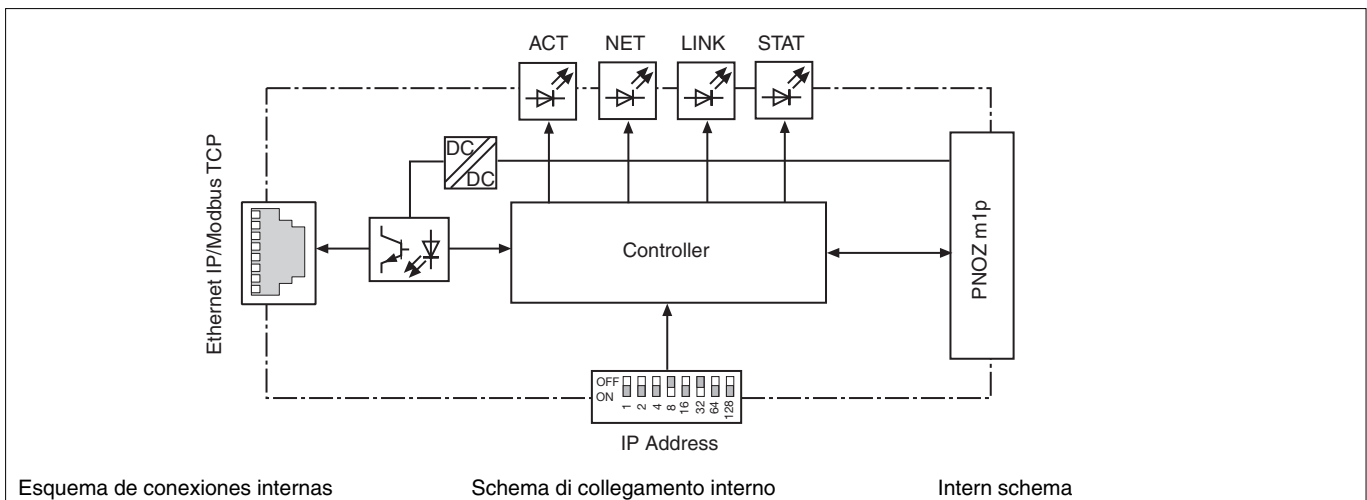 ACT NET LINK STAT
DC
DC
Ethernet IP/Modbus TCP
Controller
PNOZ m1p
OFF
ON
1 2 4 8 16 32 64 128
IP Address
Esquema de conexiones internas Schema di collegamento interno Intern schema